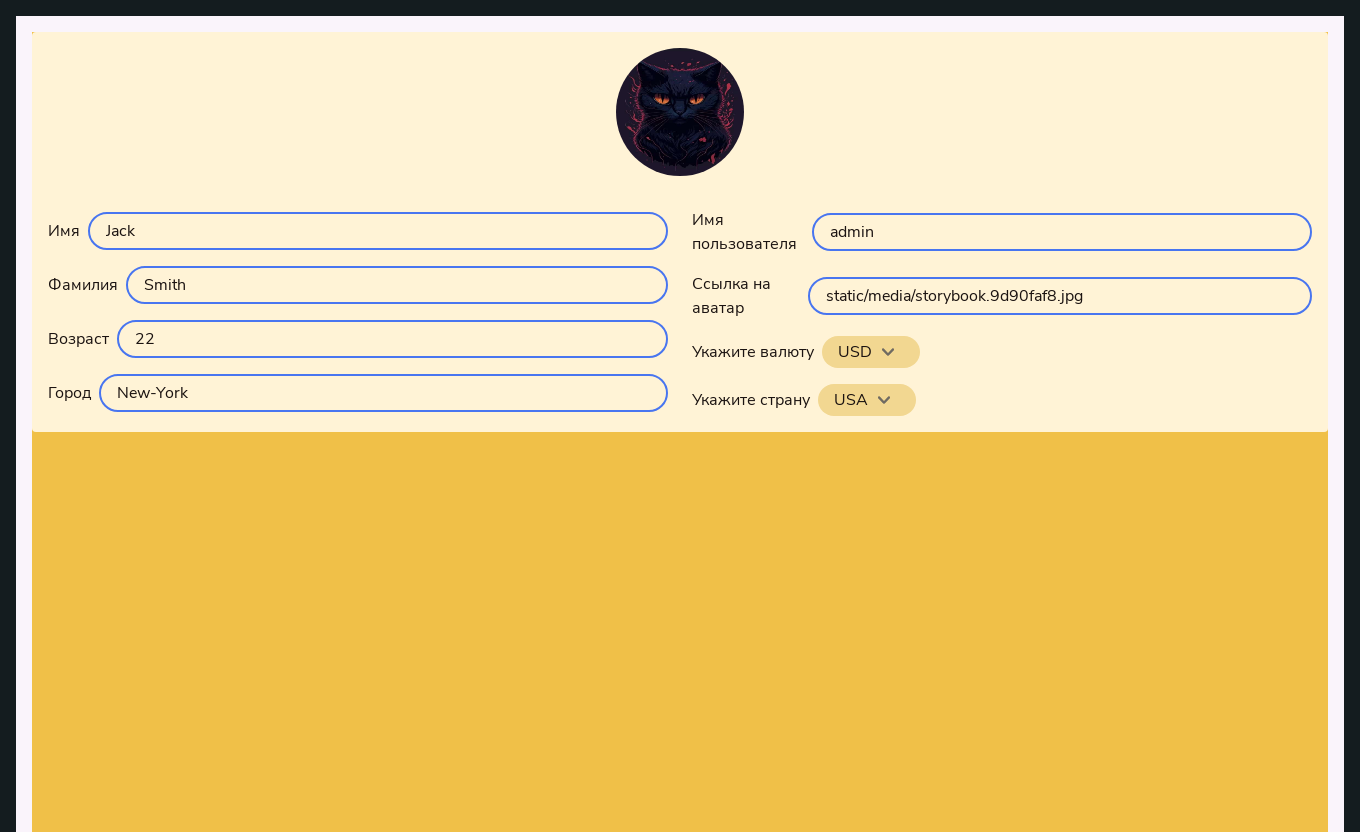 Имя
Jack
Фамилия
Smith
Возраст
22
Город
New-York
Имя
пользователя
admin
Ссылка на
аватар
static/media/storybook.9d90faf8.jpg
Укажите валюту
USD
Укажите страну
USA